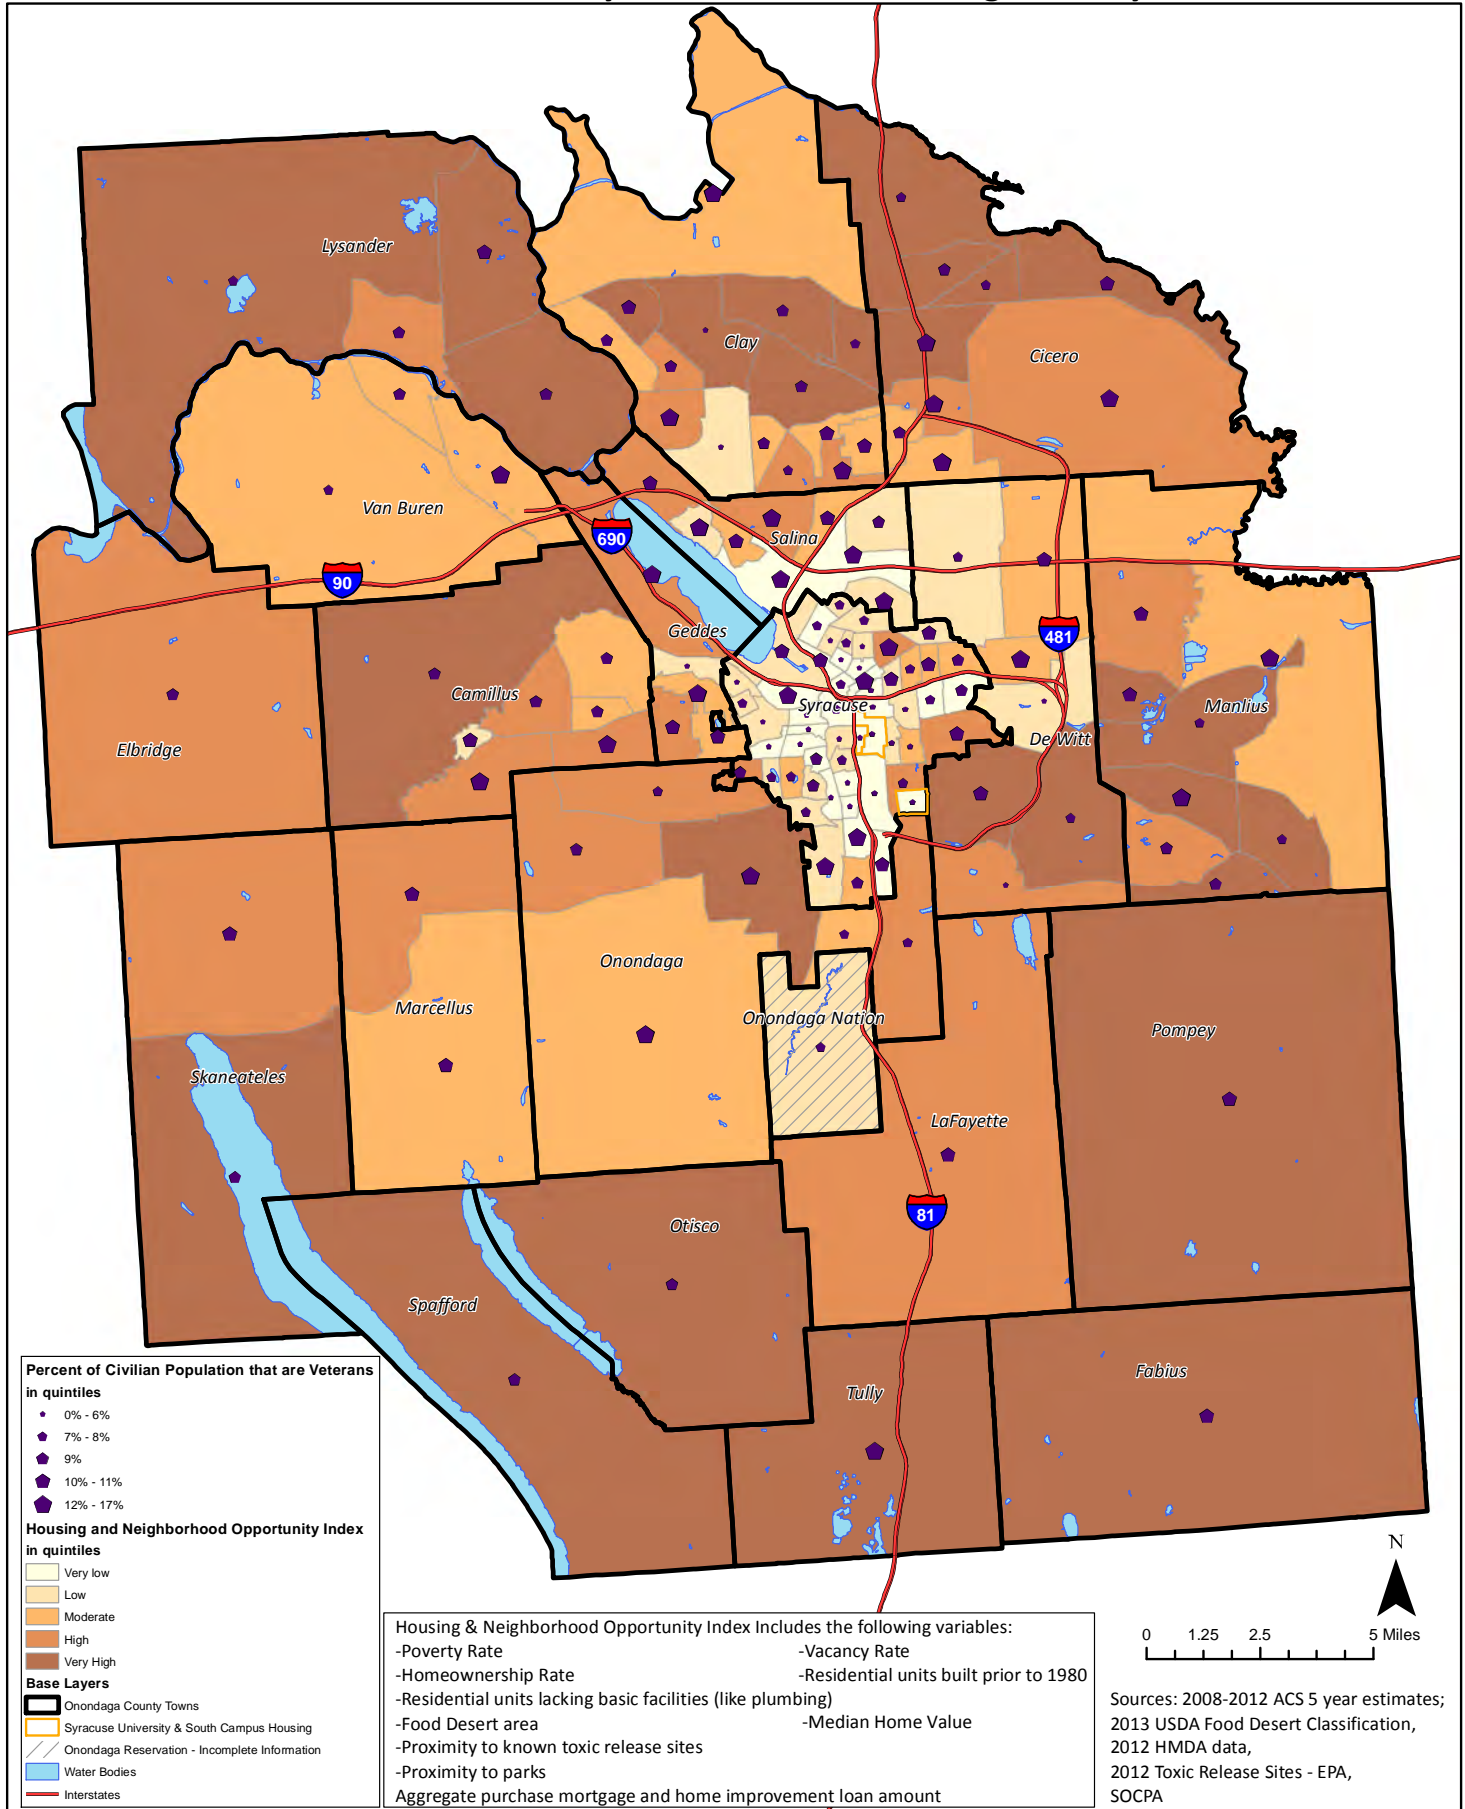 Lysander
Clay
Cicero
Van Buren
Salina
690
90
481
Geddes
Camillus
Syracuse
Manlius
Elbridge
De Witt
Onondaga
Marcellus
Onondaga Nation
Pompey
Skaneateles
LaFayette
81
Otisco
Spafford
Fabius
Tully
Percent of Civilian Population that are Veterans
in quintiles
0% - 6%
7% - 8%
9%
10% - 11%
12% - 17%
Housing and Neighborhood Opportunity Index
in quintiles
Very low
Low
Moderate
High
Very High
Base Layers
Onondaga County Towns
Syracuse University & South Campus Housing
Onondaga Reservation - Incomplete Information
Water Bodies
Interstates
Housing & Neighborhood Opportunity Index Includes the following variables:
-Poverty Rate -Vacancy Rate
-Homeownership Rate -Residential units built prior to 1980
-Residential units lacking basic facilities (like plumbing)
-Food Desert area -Median Home Value
-Proximity to known toxic release sites
-Proximity to parks
Aggregate purchase mortgage and home improvement loan amount
N
0 1.25 2.5 5 Miles
Sources: 2008-2012 ACS 5 year estimates;
2013 USDA Food Desert Classification,
2012 HMDA data,
2012 Toxic Release Sites - EPA,
SOCPA